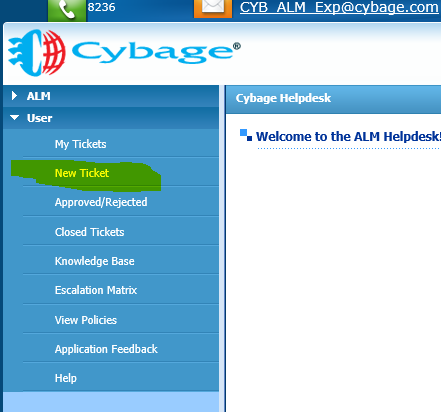 8236
CYB_ALM_Exp@cybage.com
Cybage®
ALM
Cybage Helpdesk
User
Welcome to the ALM Helpdesk!
My Tickets
New Ticket
Approved/Rejected
Closed Tickets
Knowledge Base
Escalation Matrix
View Policies
Application Feedback
Help